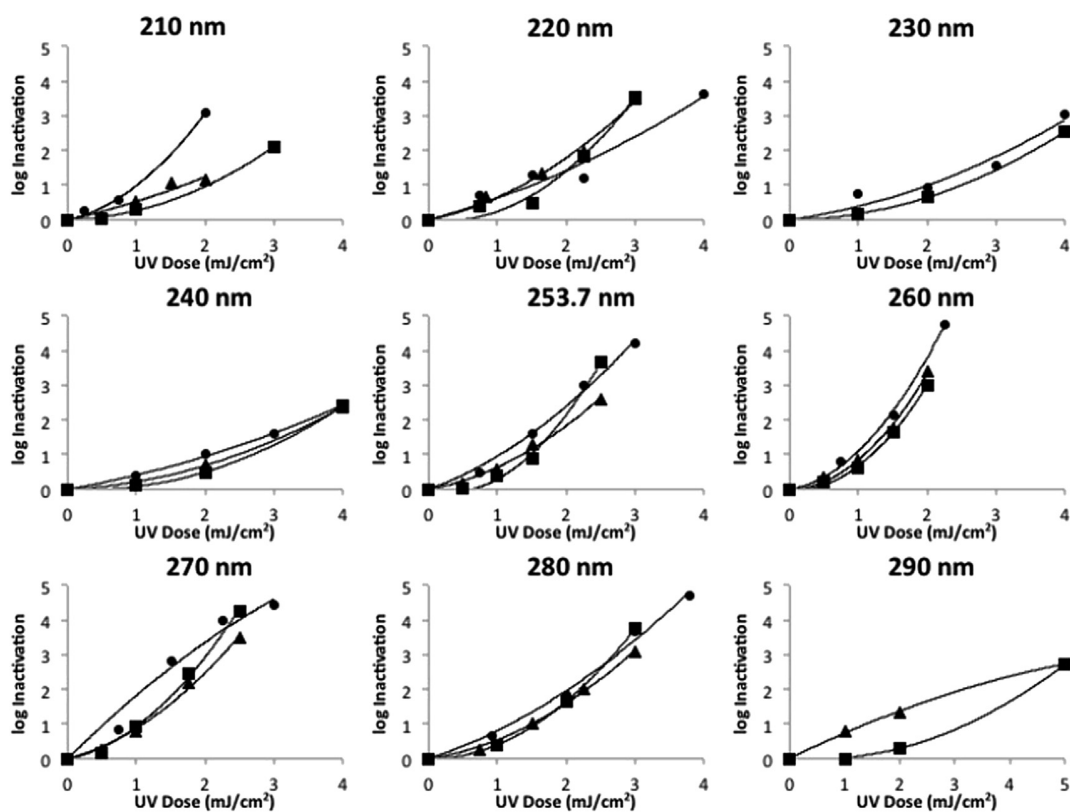 210 nm
220 nm
230 nm
log Inactivation
5
4
3
2
1
0
0 1 2 3 4
UV Dose (mJ/cm²)
log Inactivation
5
4
3
2
1
0
0 1 2 3 4
UV Dose (mJ/cm²)
log Inactivation
5
4
3
2
1
0
0 1 2 3 4
UV Dose (mJ/cm²)
240 nm
253.7 nm
260 nm
log Inactivation
5
4
3
2
1
0
0 1 2 3 4
UV Dose (mJ/cm²)
log Inactivation
5
4
3
2
1
0
0 1 2 3 4
UV Dose (mJ/cm²)
log Inactivation
5
4
3
2
1
0
0 1 2 3 4
UV Dose (mJ/cm²)
270 nm
280 nm
290 nm
log Inactivation
5
4
3
2
1
0
0 1 2 3 4
UV Dose (mJ/cm²)
log Inactivation
5
4
3
2
1
0
0 1 2 3 4
UV Dose (mJ/cm²)
log Inactivation
5
4
3
2
1
0
0 1 2 3 4 5
UV Dose (mJ/cm²)